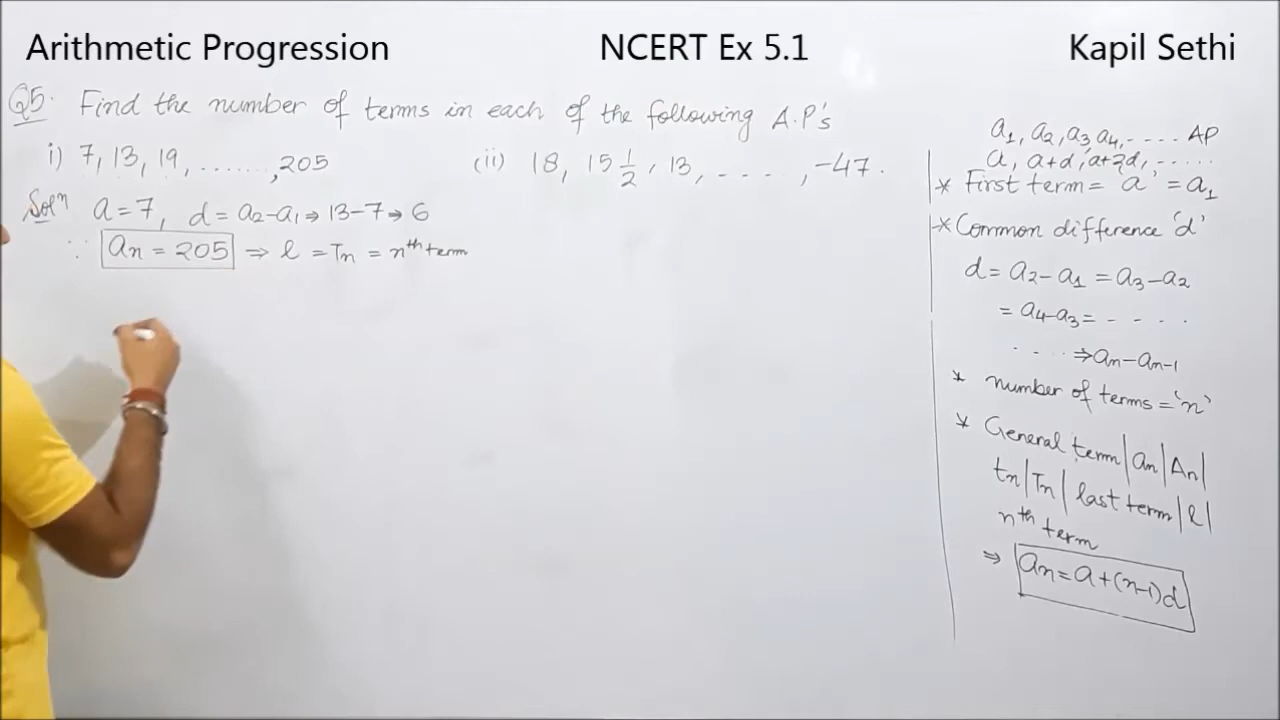 Arithmetic Progression NCERT Ex 5.1 Kapil Sethi
Q5. Find the number of terms in each of the following A.P's
i) 7, 13, 19, ......., 205 (ii) 18, 15 1/2, 13, - - - -, -47.
Soln a = 7, d = a2-a1 → 13-7 → 6
∵ an = 205 ⇒ l = Tn = nth term
a1, a2, a3 a4, - - - - AP
a, a+d, a+2d, - - - - -
* First term = 'a' = a1
* Common difference 'd'
d = a2 - a1 = a3 - a2
= a4-a3 = - - - -
- - - - ⇒ an - an-1
* number of terms = 'n'
* General term | an | An |
tn | Tn | last term | l |
nth term
⇒ an = a + (n-1)d